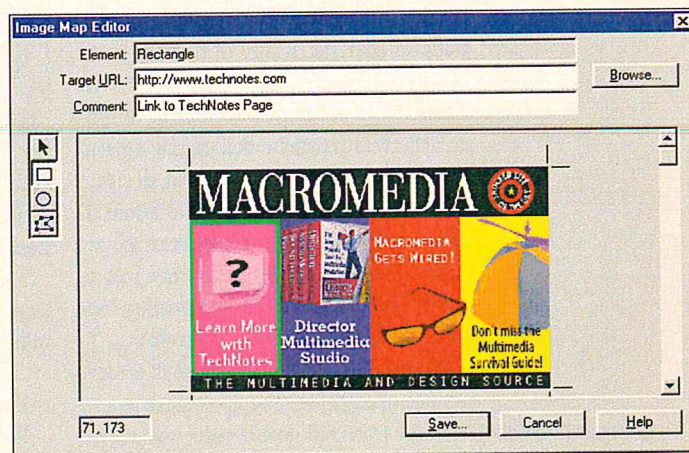 Image Map Editor
Element: Rectangle
Target URL: http://www.technotes.com
Browse...
Comment: Link to TechNotes Page
MACROMEDIA
?
Learn More
with
TechNotes
Director
Multimedia
Studio
MACROMEDIA
GETS WIRED!
Don't miss the
Multimedia
Survival Guide!
THE MULTIMEDIA AND DESIGN SOURCE
71, 173
Save...
Cancel
Help